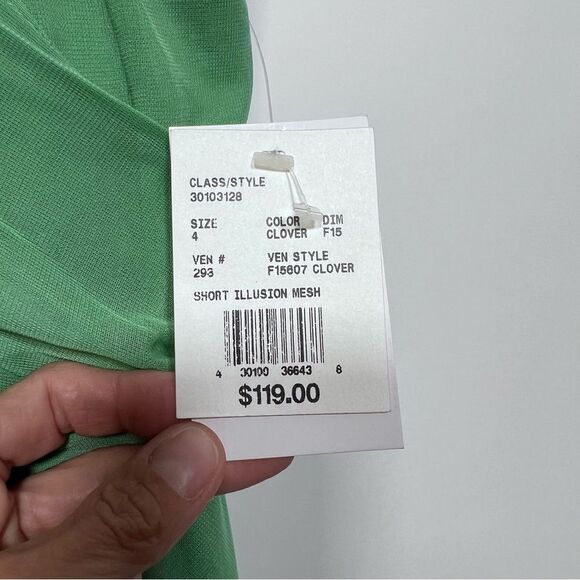 CLASS/STYLE
30103128
SIZE COLOR DIM
4 CLOVER F15
VEN # VEN STYLE
293 F15607 CLOVER
SHORT ILLUSION MESH
4 30100 36643 8
$119.00